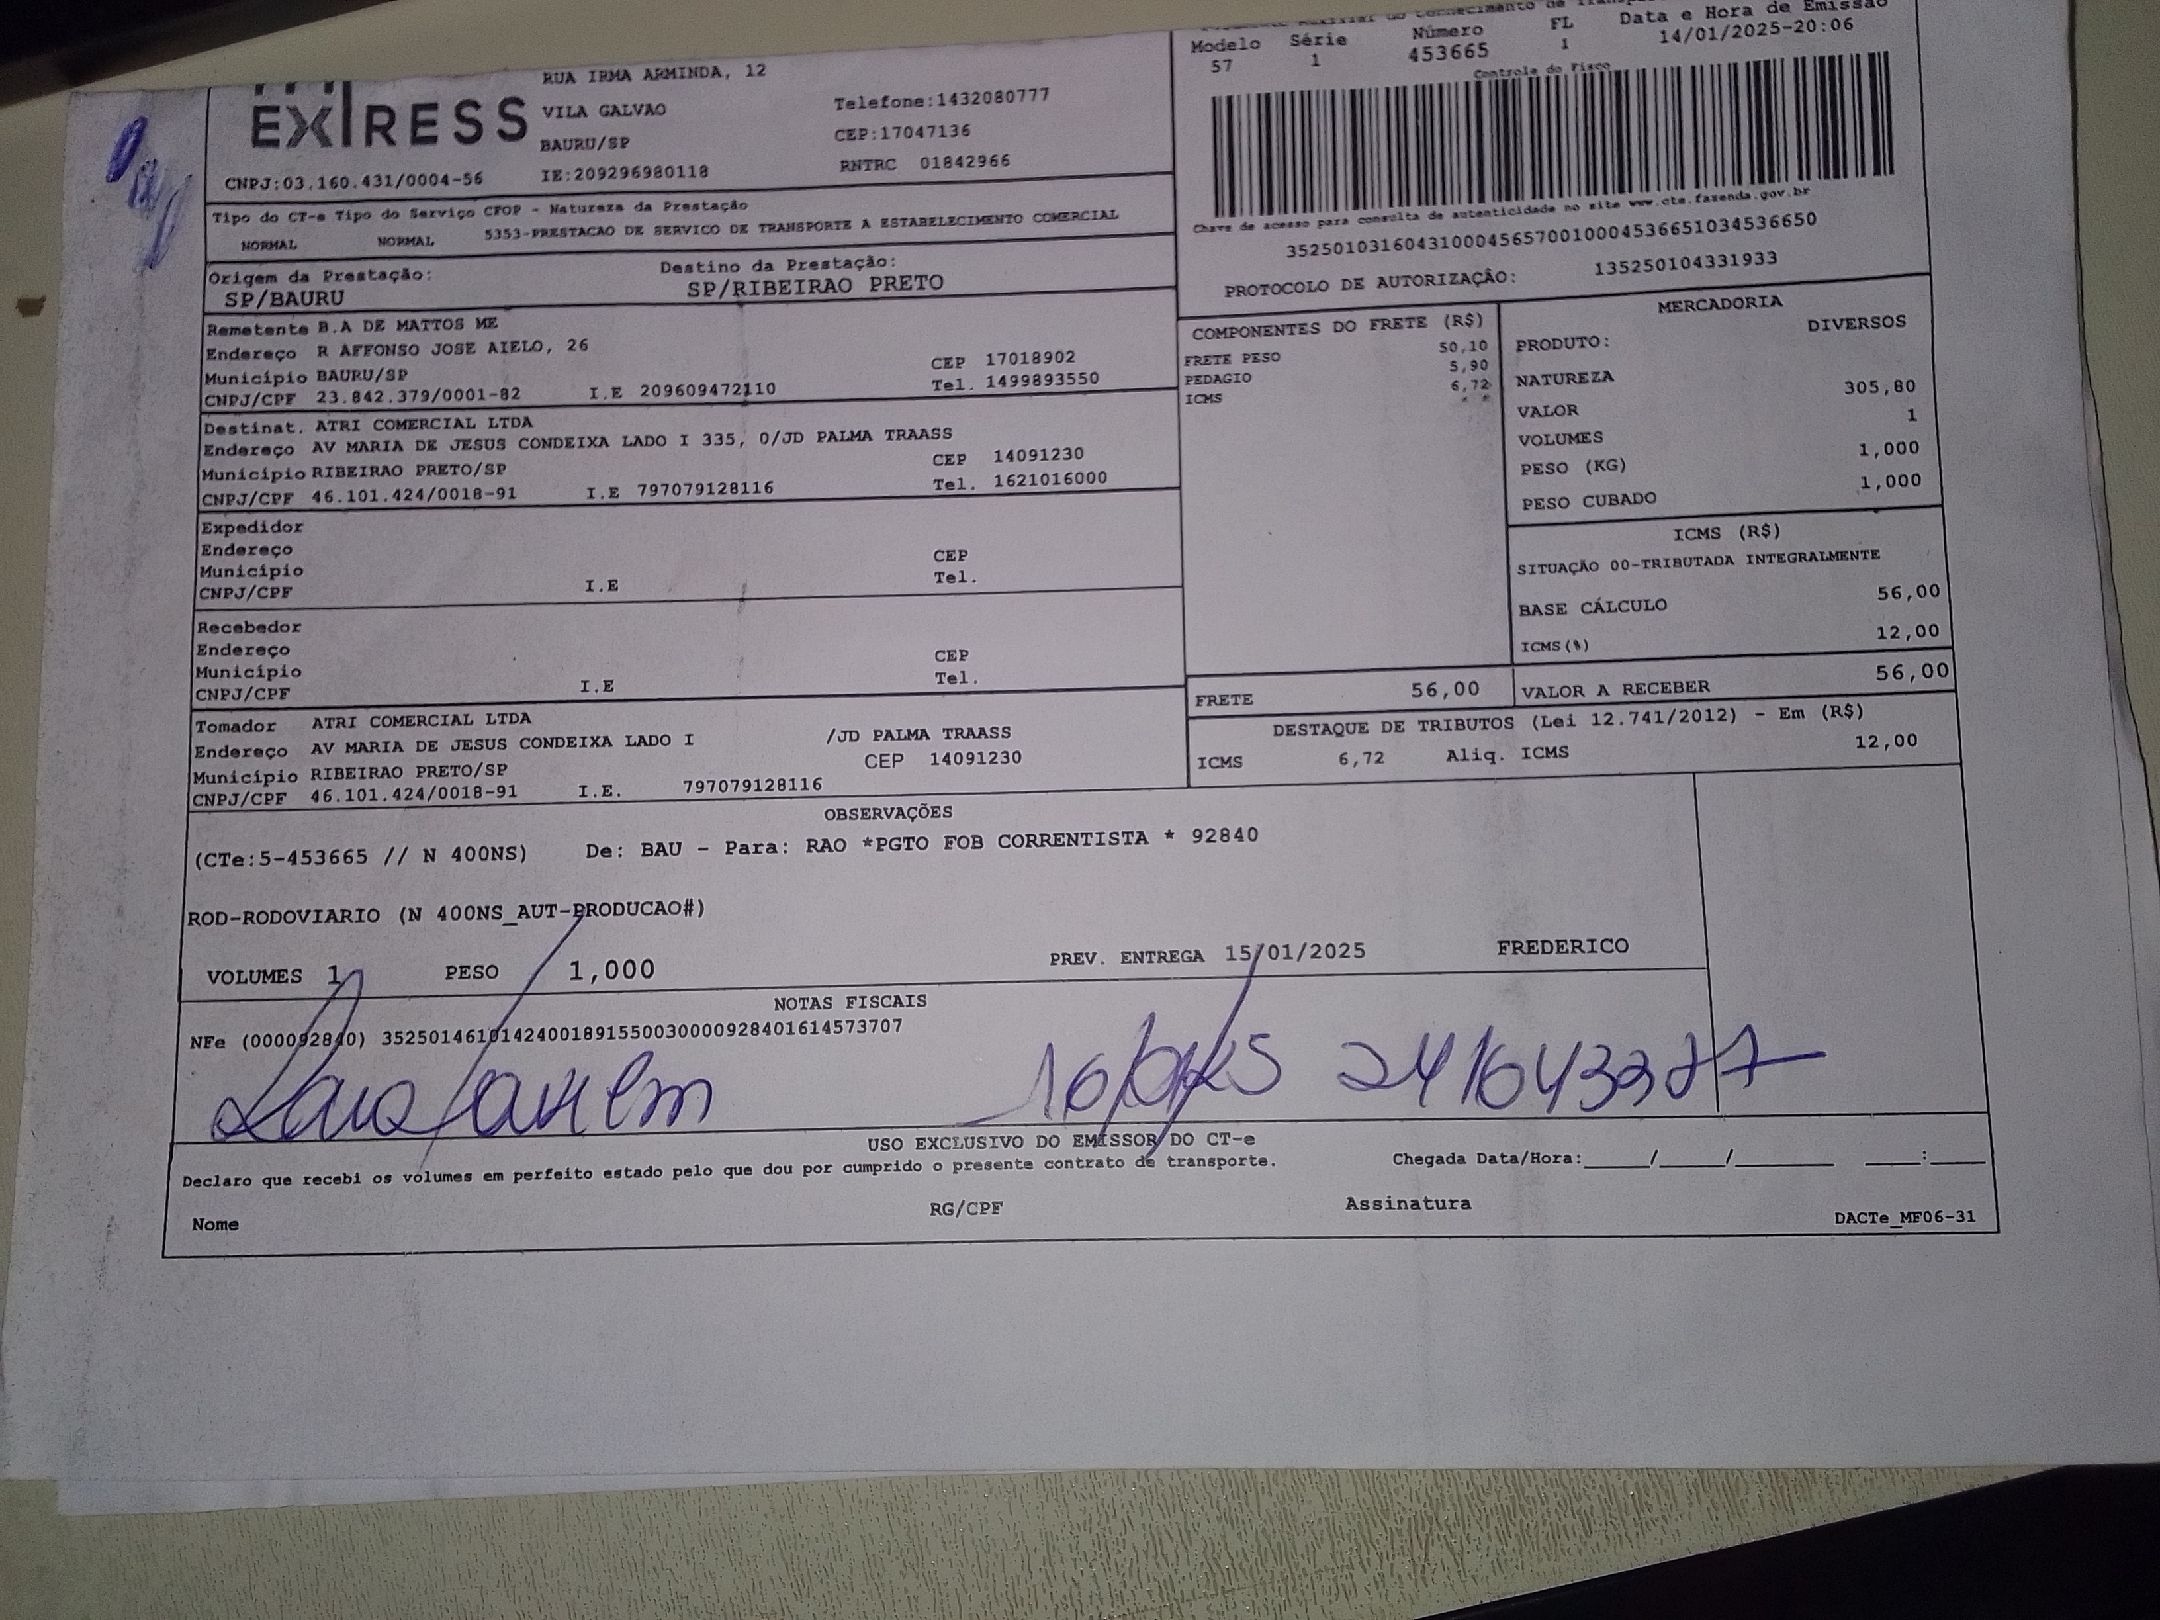 Modelo Série Número FL Data e Hora de Emissão
57 1 453665 1 14/01/2025-20:06
Controle do Fisco
EXPRESS
RUA IRMA ARMINDA, 12
VILA GALVAO Telefone:1432080777
BAURU/SP CEP:17047136
CNPJ:03.160.431/0004-56 IE:209296980118 RNTRC 01842966
Chave de acesso para consulta de autenticidade no site www.cte.fazenda.gov.br
35250103160431000456570010004536651034536650
PROTOCOLO DE AUTORIZAÇÃO: 135250104331933
Tipo do CT-e Tipo do Serviço CFOP - Natureza da Prestação
NORMAL NORMAL 5353-PRESTACAO DE SERVICO DE TRANSPORTE A ESTABELECIMENTO COMERCIAL
Origem da Prestação: Destino da Prestação:
SP/BAURU SP/RIBEIRAO PRETO
Remetente B.A DE MATTOS ME
Endereço R AFFONSO JOSE AIELO, 26
Município BAURU/SP CEP 17018902
CNPJ/CPF 23.842.379/0001-82 I.E 209609472110 Tel. 1499893550
Destinat. ATRI COMERCIAL LTDA
Endereço AV MARIA DE JESUS CONDEIXA LADO I 335, 0/JD PALMA TRAASS
Município RIBEIRAO PRETO/SP CEP 14091230
CNPJ/CPF 46.101.424/0018-91 I.E 797079128116 Tel. 1621016000
Expedidor
Endereço
Município CEP
CNPJ/CPF I.E Tel.
Recebedor
Endereço
Município CEP
CNPJ/CPF I.E Tel.
Tomador ATRI COMERCIAL LTDA
Endereço AV MARIA DE JESUS CONDEIXA LADO I /JD PALMA TRAASS
Município RIBEIRAO PRETO/SP CEP 14091230
CNPJ/CPF 46.101.424/0018-91 I.E. 797079128116
COMPONENTES DO FRETE (R$)
FRETE PESO 50,10
PEDAGIO 5,90
ICMS 6,72
MERCADORIA
PRODUTO: DIVERSOS
NATUREZA
VALOR 305,80
VOLUMES 1
PESO (KG) 1,000
PESO CUBADO 1,000
ICMS (R$)
SITUAÇÃO 00-TRIBUTADA INTEGRALMENTE
BASE CÁLCULO 56,00
ICMS(%) 12,00
FRETE 56,00 VALOR A RECEBER 56,00
DESTAQUE DE TRIBUTOS (Lei 12.741/2012) - Em (R$)
ICMS 6,72 Aliq. ICMS 12,00
OBSERVAÇÕES
(CTe:5-453665 // N 400NS) De: BAU - Para: RAO *PGTO FOB CORRENTISTA * 92840
ROD-RODOVIARIO (N 400NS_AUT-PRODUCAO#)
VOLUMES 1 PESO 1,000 PREV. ENTREGA 15/01/2025 FREDERICO
NOTAS FISCAIS
NFe (000092840) 35250146101424001891550030000928401614573707
USO EXCLUSIVO DO EMISSOR DO CT-e
Declaro que recebi os volumes em perfeito estado pelo que dou por cumprido o presente contrato de transporte. Chegada Data/Hora:_____/_____/________ ____:____
Nome RG/CPF Assinatura
DACTe_MF06-31